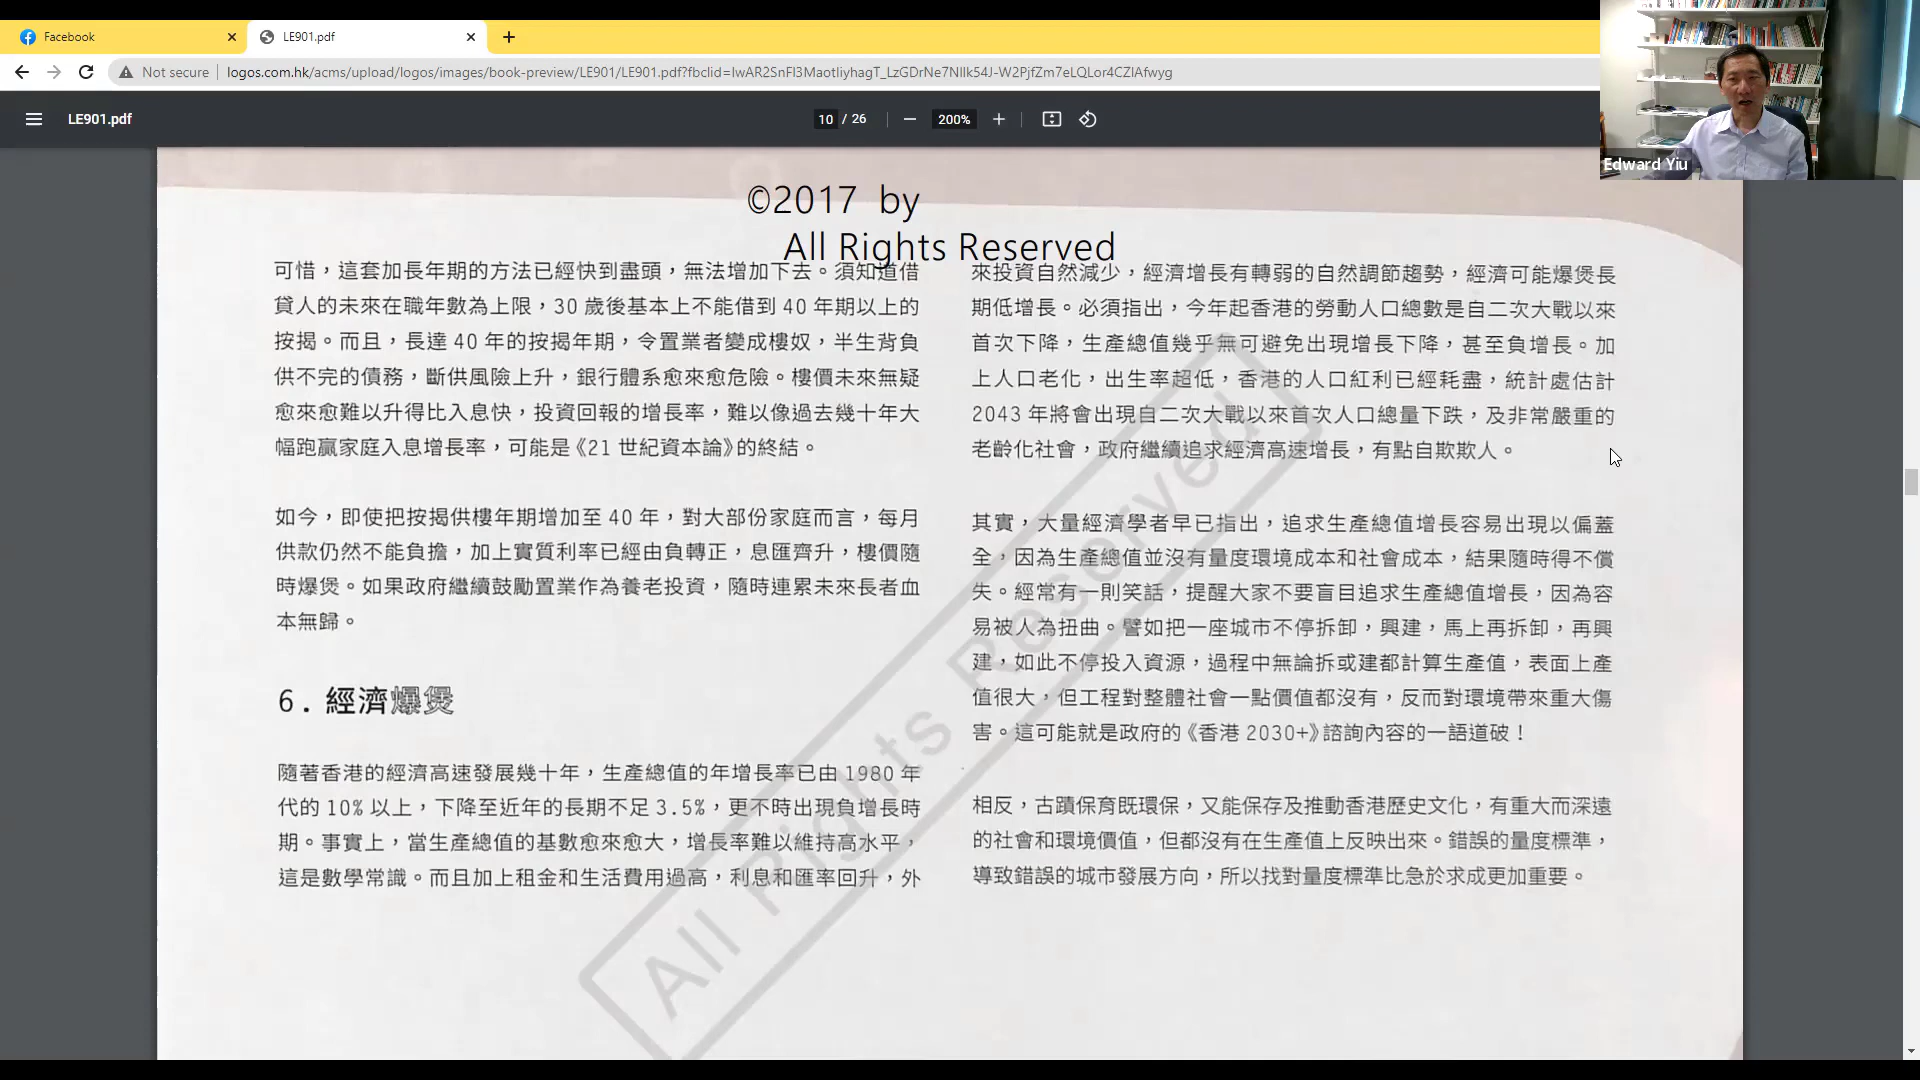 Facebook
LE901.pdf
Not secure
logos.com.hk/acms/upload/logos/images/book-preview/LE901/LE901.pdf?fbclid=IwAR2SnFl3MaotIiyhagT_LzGDrNe7NIlk54J-W2PjfZm7eLQLor4CZIAfwyg
LE901.pdf
10 / 26
200%
Edward Yiu
©2017 by
All Rights Reserved
可惜，這套加長年期的方法已經快到盡頭，無法增加下去。須知道借
貸人的未來在職年數為上限，30 歲後基本上不能借到 40 年期以上的
按揭。而且，長達 40 年的按揭年期，令置業者變成樓奴，半生背負
供不完的債務，斷供風險上升，銀行體系愈來愈危險。樓價未來無疑
愈來愈難以升得比入息快，投資回報的增長率，難以像過去幾十年大
幅跑贏家庭入息增長率，可能是《21 世紀資本論》的終結。
如今，即使把按揭供樓年期增加至 40 年，對大部份家庭而言，每月
供款仍然不能負擔，加上實質利率已經由負轉正，息匯齊升，樓價隨
時爆煲。如果政府繼續鼓勵置業作為養老投資，隨時連累未來長者血
本無歸。
6. 經濟爆煲
隨著香港的經濟高速發展幾十年，生產總值的年增長率已由 1980 年
代的 10% 以上，下降至近年的長期不足 3.5%，更不時出現負增長時
期。事實上，當生產總值的基數愈來愈大，增長率難以維持高水平，
這是數學常識。而且加上租金和生活費用過高，利息和匯率回升，外
來投資自然減少，經濟增長有轉弱的自然調節趨勢，經濟可能爆煲長
期低增長。必須指出，今年起香港的勞動人口總數是自二次大戰以來
首次下降，生產總值幾乎無可避免出現增長下降，甚至負增長。加
上人口老化，出生率超低，香港的人口紅利已經耗盡，統計處估計
2043 年將會出現自二次大戰以來首次人口總量下跌，及非常嚴重的
老齡化社會，政府繼續追求經濟高速增長，有點自欺欺人。
其實，大量經濟學者早已指出，追求生產總值增長容易出現以偏蓋
全，因為生產總值並沒有量度環境成本和社會成本，結果隨時得不償
失。經常有一則笑話，提醒大家不要盲目追求生產總值增長，因為容
易被人為扭曲。譬如把一座城市不停拆卸，興建，馬上再拆卸，再興
建，如此不停投入資源，過程中無論拆或建都計算生產值，表面上產
值很大，但工程對整體社會一點價值都沒有，反而對環境帶來重大傷
害。這可能就是政府的《香港 2030+》諮詢內容的一語道破！
相反，古蹟保育既環保，又能保存及推動香港歷史文化，有重大而深遠
的社會和環境價值，但都沒有在生產值上反映出來。錯誤的量度標準，
導致錯誤的城市發展方向，所以找對量度標準比急於求成更加重要。
All Rights Reserved